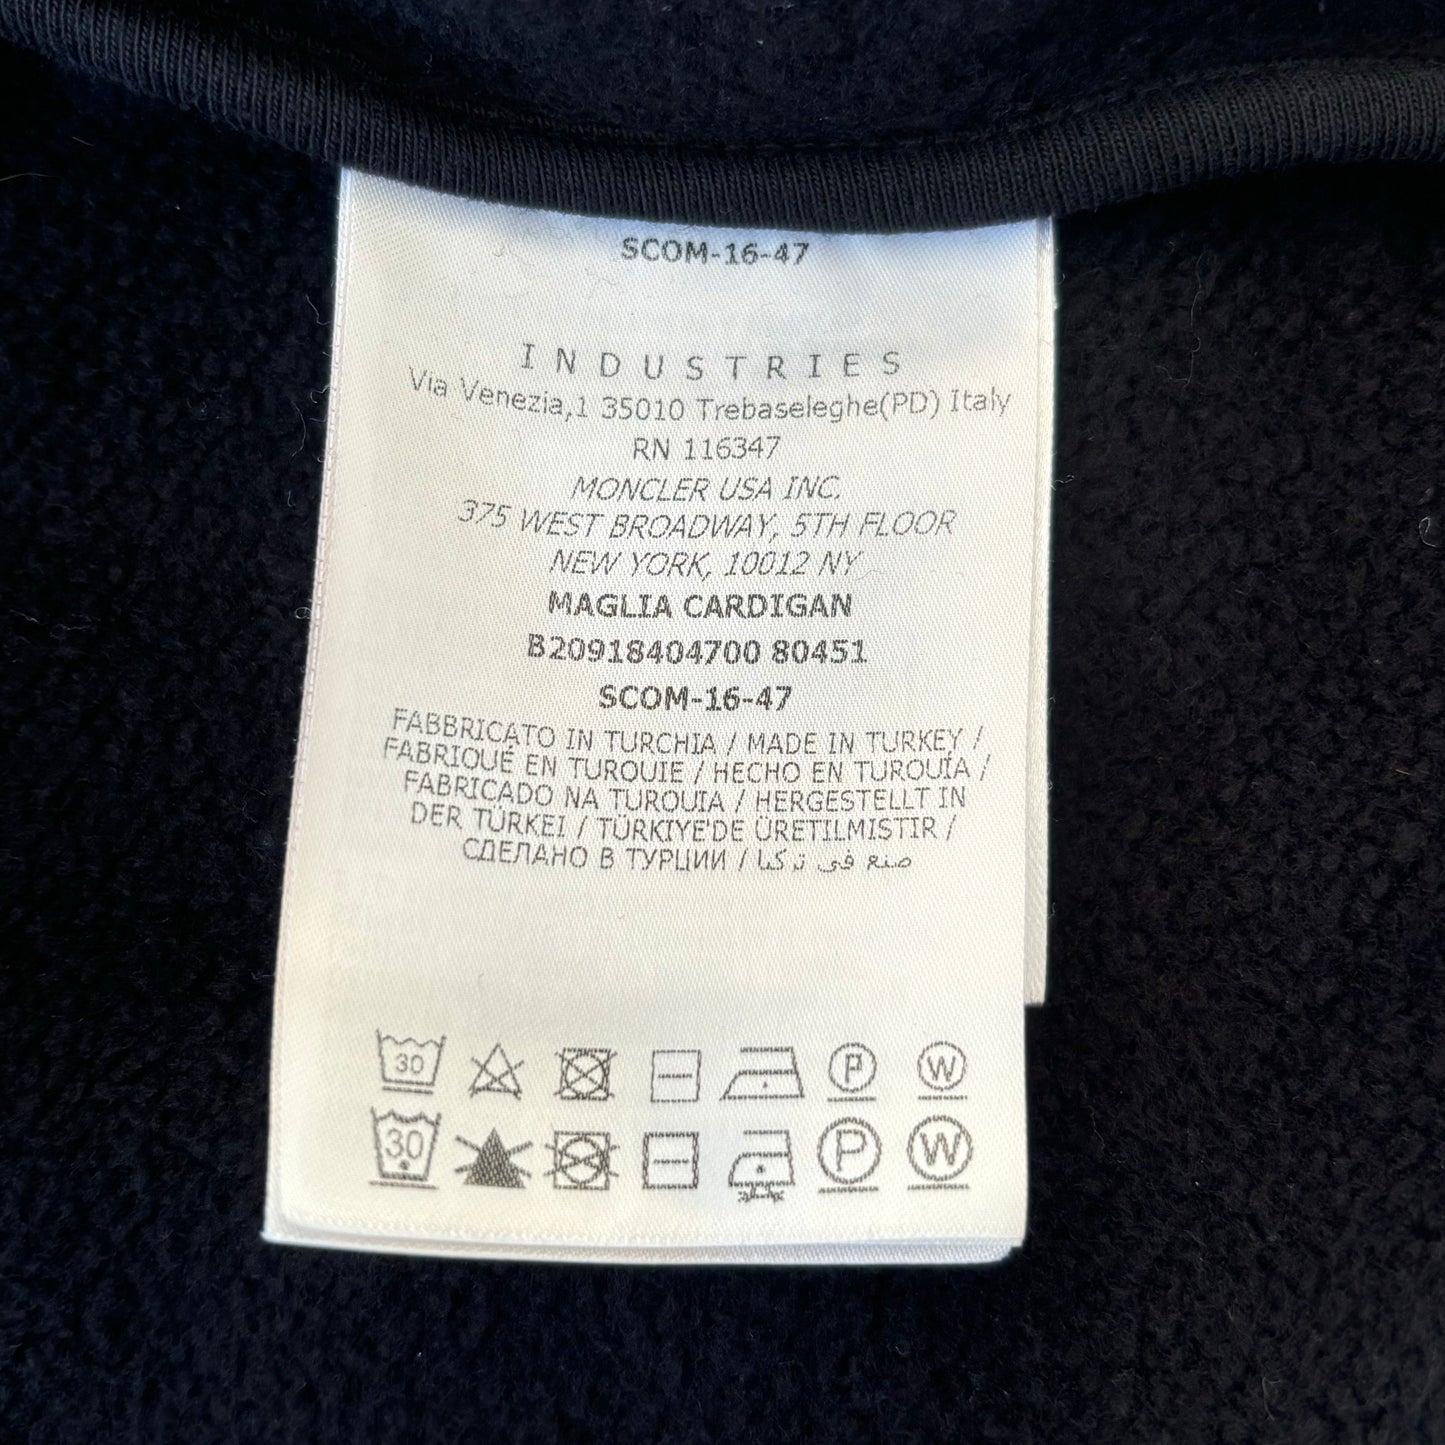 SCOM-16-47
INDUSTRIES
Via Venezia,1 35010 Trebaseleghe(PD) Italy
RN 116347
MONCLER USA INC.
375 WEST BROADWAY, 5TH FLOOR
NEW YORK, 10012 NY
MAGLIA CARDIGAN
B20918404700 80451
SCOM-16-47
FABBRICATO IN TURCHIA / MADE IN TURKEY /
FABRIQUÉ EN TURQUIE / HECHO EN TURQUÍA /
FABRICADO NA TURQUIA / HERGESTELLT IN
DER TÜRKEI / TÜRKIYE'DE ÜRETILMISTIR /
СДЕЛАНО В ТУРЦИИ / صنع في تركيا
30 P W
30 P W